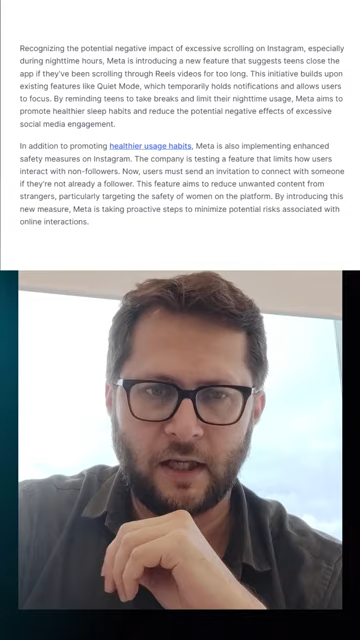 Recognizing the potential negative impact of excessive scrolling on Instagram, especially
during nighttime hours, Meta is introducing a new feature that suggests teens close the
app if they've been scrolling through Reels videos for too long. This initiative builds upon
existing features like Quiet Mode, which temporarily holds notifications and allows users
to focus. By reminding teens to take breaks and limit their nighttime usage, Meta aims to
promote healthier sleep habits and reduce the potential negative effects of excessive
social media engagement.
In addition to promoting healthier usage habits, Meta is also implementing enhanced
safety measures on Instagram. The company is testing a feature that limits how users
interact with non-followers. Now, users must send an invitation to connect with someone
if they're not already a follower. This feature aims to reduce unwanted content from
strangers, particularly targeting the safety of women on the platform. By introducing this
new measure, Meta is taking proactive steps to minimize potential risks associated with
online interactions.